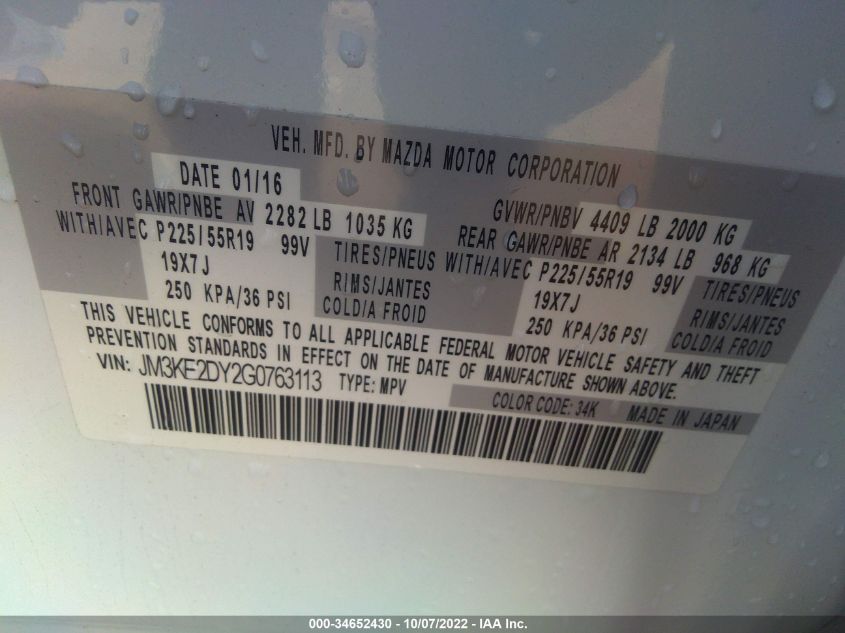 VEH. MFD. BY MAZDA MOTOR CORPORATION
DATE 01/16
GVWR/PNBV 4409 LB 2000 KG
FRONT GAWR/PNBE AV 2282 LB 1035 KG
REAR GAWR/PNBE AR 2134 LB 968 KG
WITH/AVEC P225/55R19 99V TIRES/PNEUS
19X7J RIMS/JANTES
250 KPA/36 PSI COLD/A FROID
WITH/AVEC P225/55R19 99V TIRES/PNEUS
19X7J RIMS/JANTES
250 KPA/36 PSI COLD/A FROID
THIS VEHICLE CONFORMS TO ALL APPLICABLE FEDERAL MOTOR VEHICLE SAFETY AND THEFT
PREVENTION STANDARDS IN EFFECT ON THE DATE OF MANUFACTURE SHOWN ABOVE.
VIN: JM3KE2DY2G0763113 TYPE: MPV
COLOR CODE: 34K MADE IN JAPAN
000-34652430 - 10/07/2022 - IAA Inc.